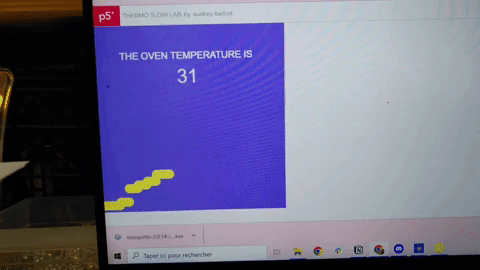 p5*
THERMO SLOW LAB by audrey belliot
THE OVEN TEMPERATURE IS
31
mosquitto-2.0.14-i....exe
Taper ici pour rechercher